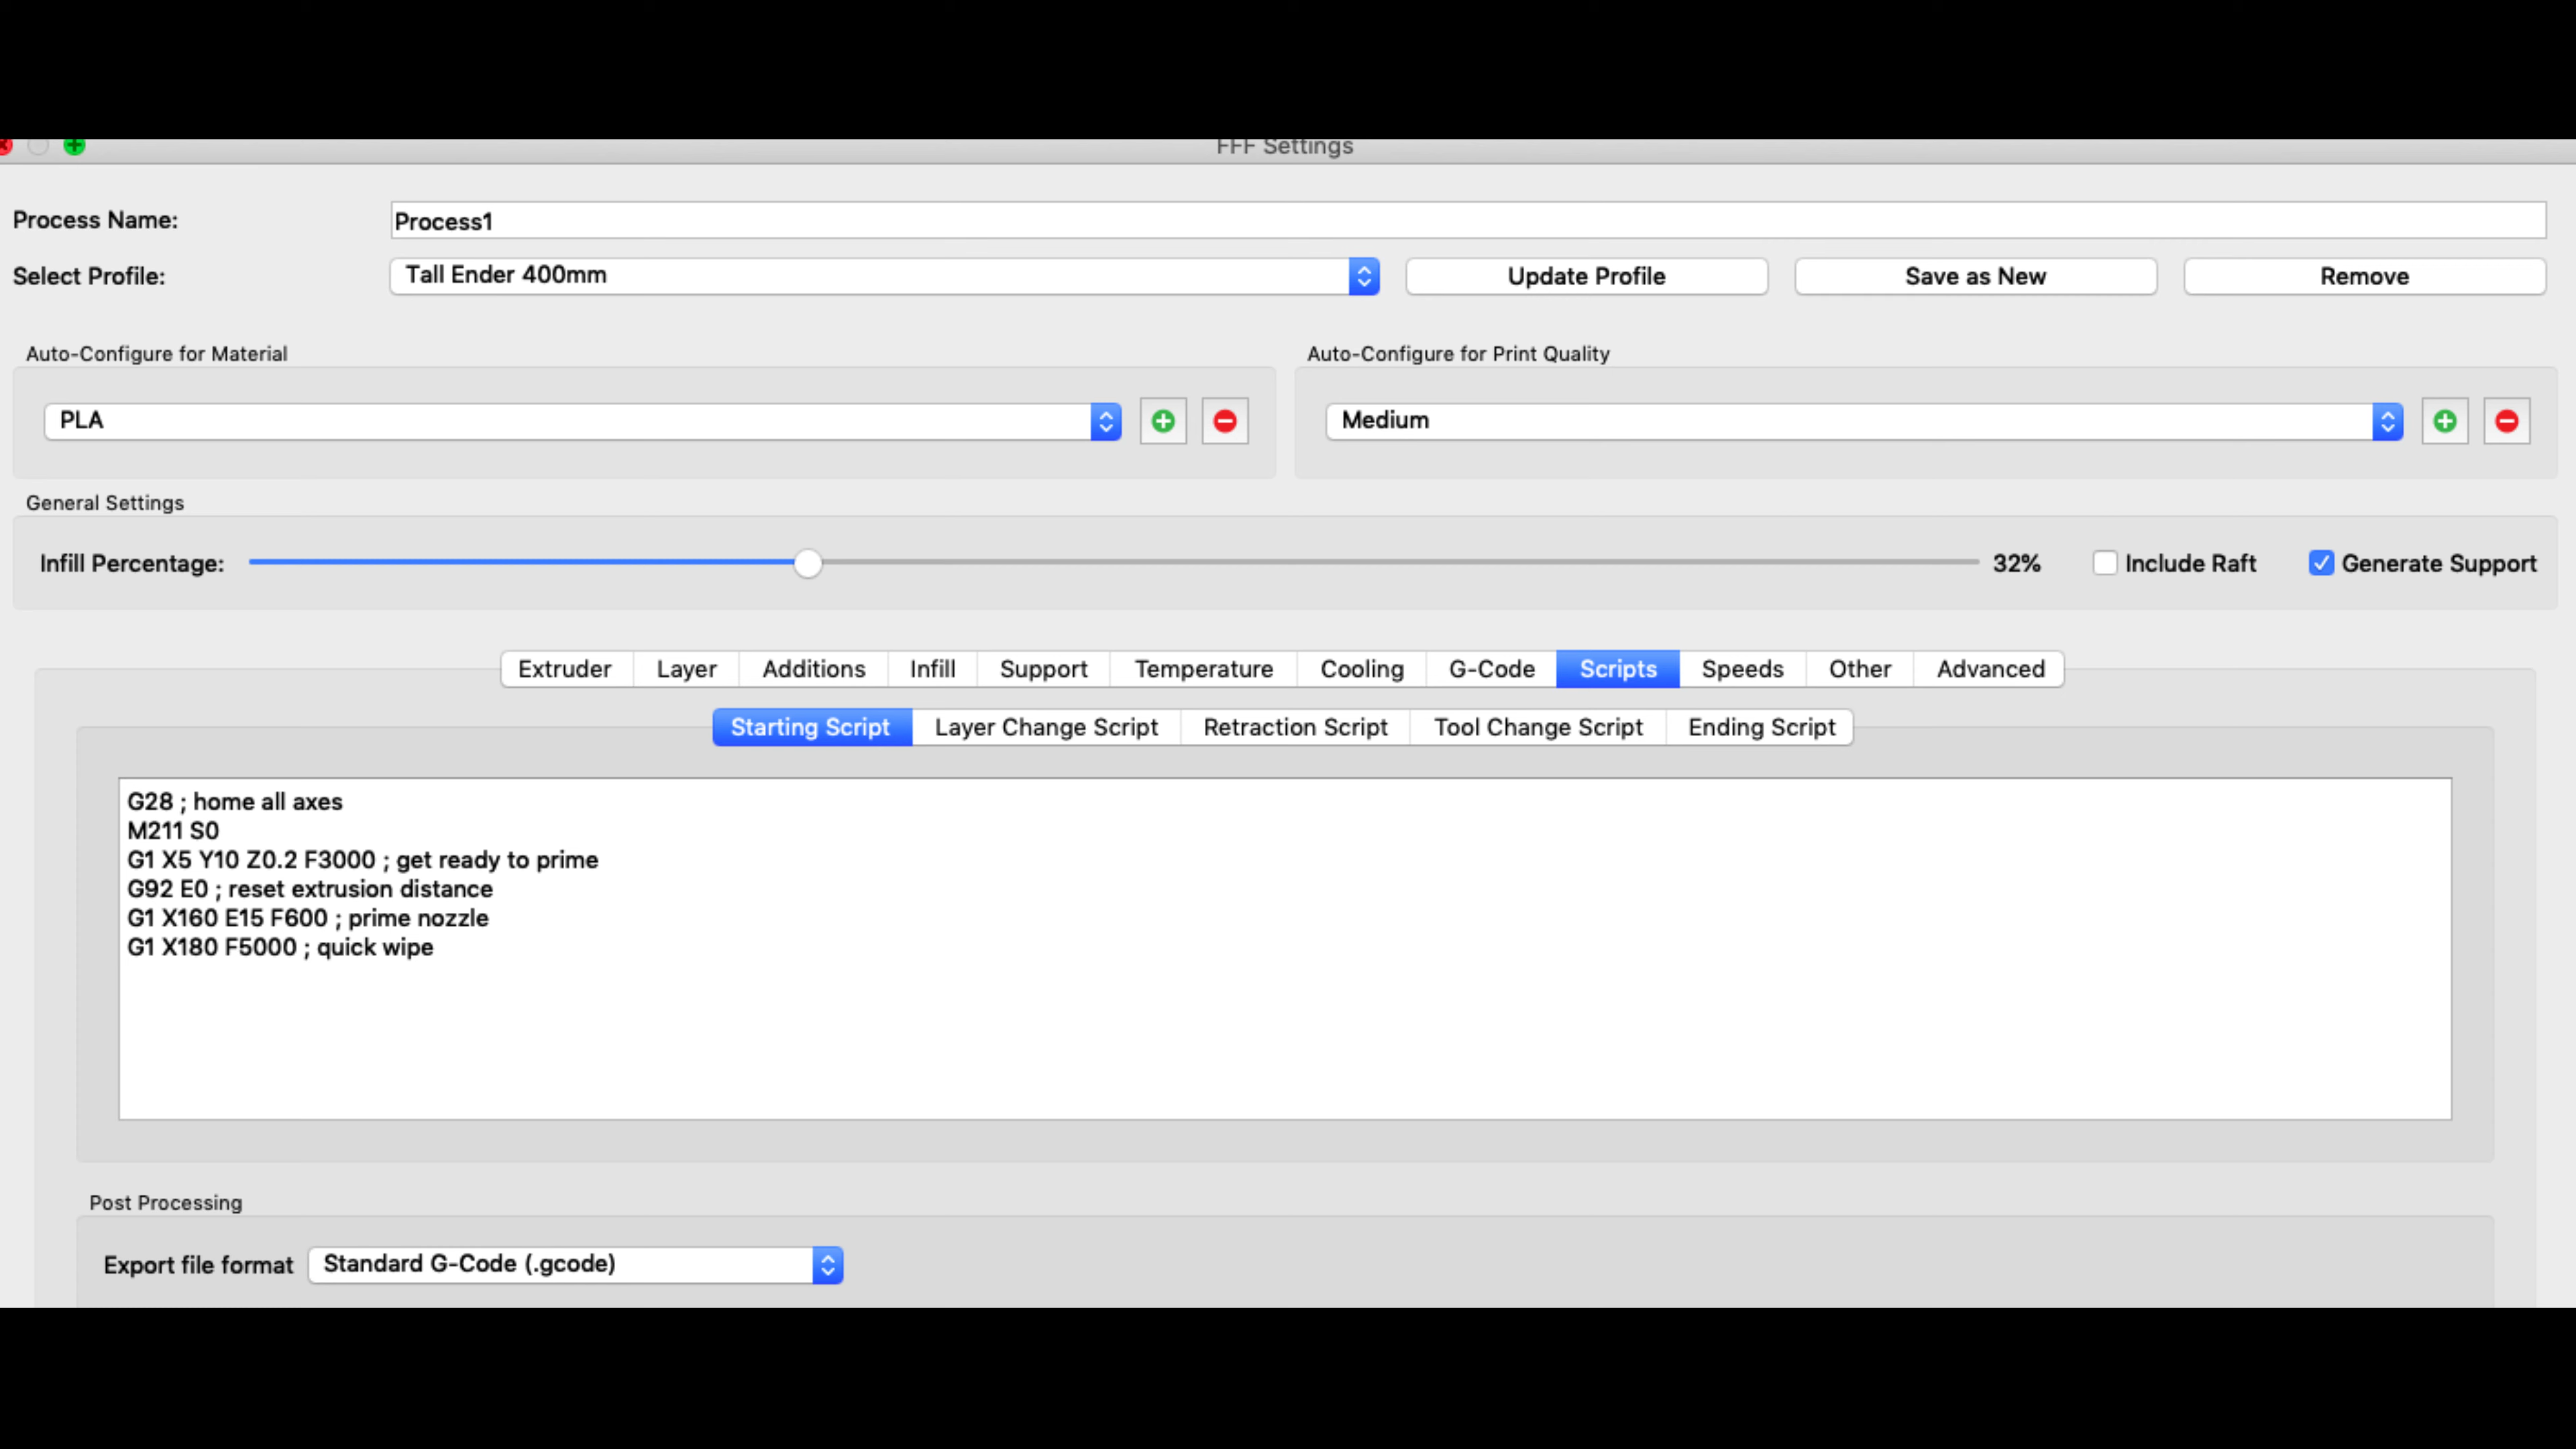 FFF Settings
Process Name: Process1
Select Profile: Tall Ender 400mm Update Profile Save as New Remove
Auto-Configure for Material Auto-Configure for Print Quality
PLA Medium
General Settings
Infill Percentage: 32% Include Raft Generate Support
Extruder Layer Additions Infill Support Temperature Cooling G-Code Scripts Speeds Other Advanced
Starting Script Layer Change Script Retraction Script Tool Change Script Ending Script
G28 ; home all axes
M211 S0
G1 X5 Y10 Z0.2 F3000 ; get ready to prime
G92 E0 ; reset extrusion distance
G1 X160 E15 F600 ; prime nozzle
G1 X180 F5000 ; quick wipe
Post Processing
Export file format Standard G-Code (.gcode)